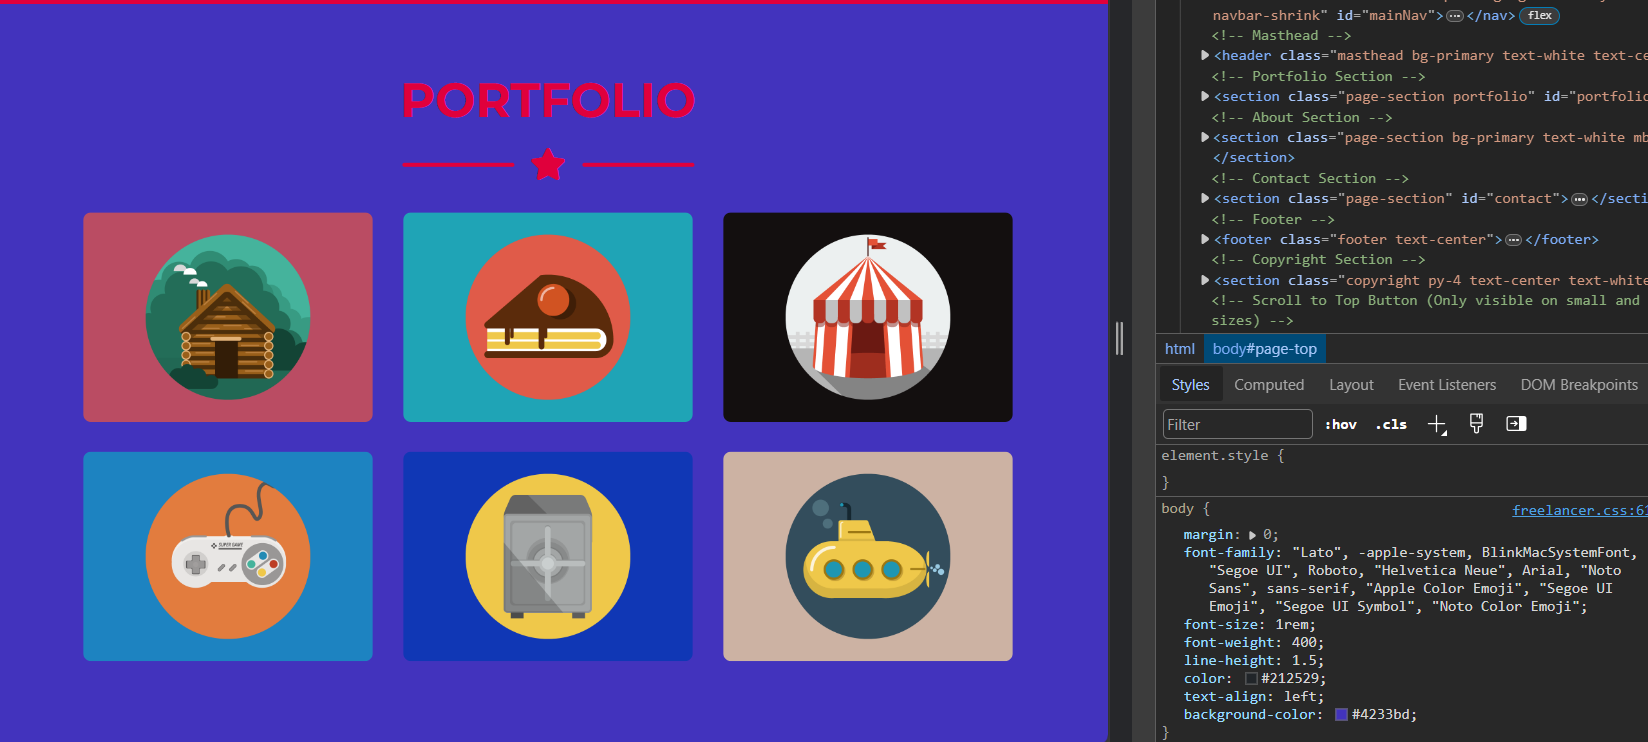 PORTFOLIO
SUPER GAME
navbar-shrink" id="mainNav">…</nav> flex
<!-- Masthead -->
<header class="masthead bg-primary text-white text-ce
<!-- Portfolio Section -->
<section class="page-section portfolio" id="portfolio
<!-- About Section -->
<section class="page-section bg-primary text-white mb
</section>
<!-- Contact Section -->
<section class="page-section" id="contact">…</secti
<!-- Footer -->
<footer class="footer text-center">…</footer>
<!-- Copyright Section -->
<section class="copyright py-4 text-center text-white
<!-- Scroll to Top Button (Only visible on small and
sizes) -->
html body#page-top
Styles Computed Layout Event Listeners DOM Breakpoints
Filter :hov .cls
element.style {
}
body { freelancer.css:61
margin: 0;
font-family: "Lato", -apple-system, BlinkMacSystemFont,
"Segoe UI", Roboto, "Helvetica Neue", Arial, "Noto
Sans", sans-serif, "Apple Color Emoji", "Segoe UI
Emoji", "Segoe UI Symbol", "Noto Color Emoji";
font-size: 1rem;
font-weight: 400;
line-height: 1.5;
color: #212529;
text-align: left;
background-color: #4233bd;
}